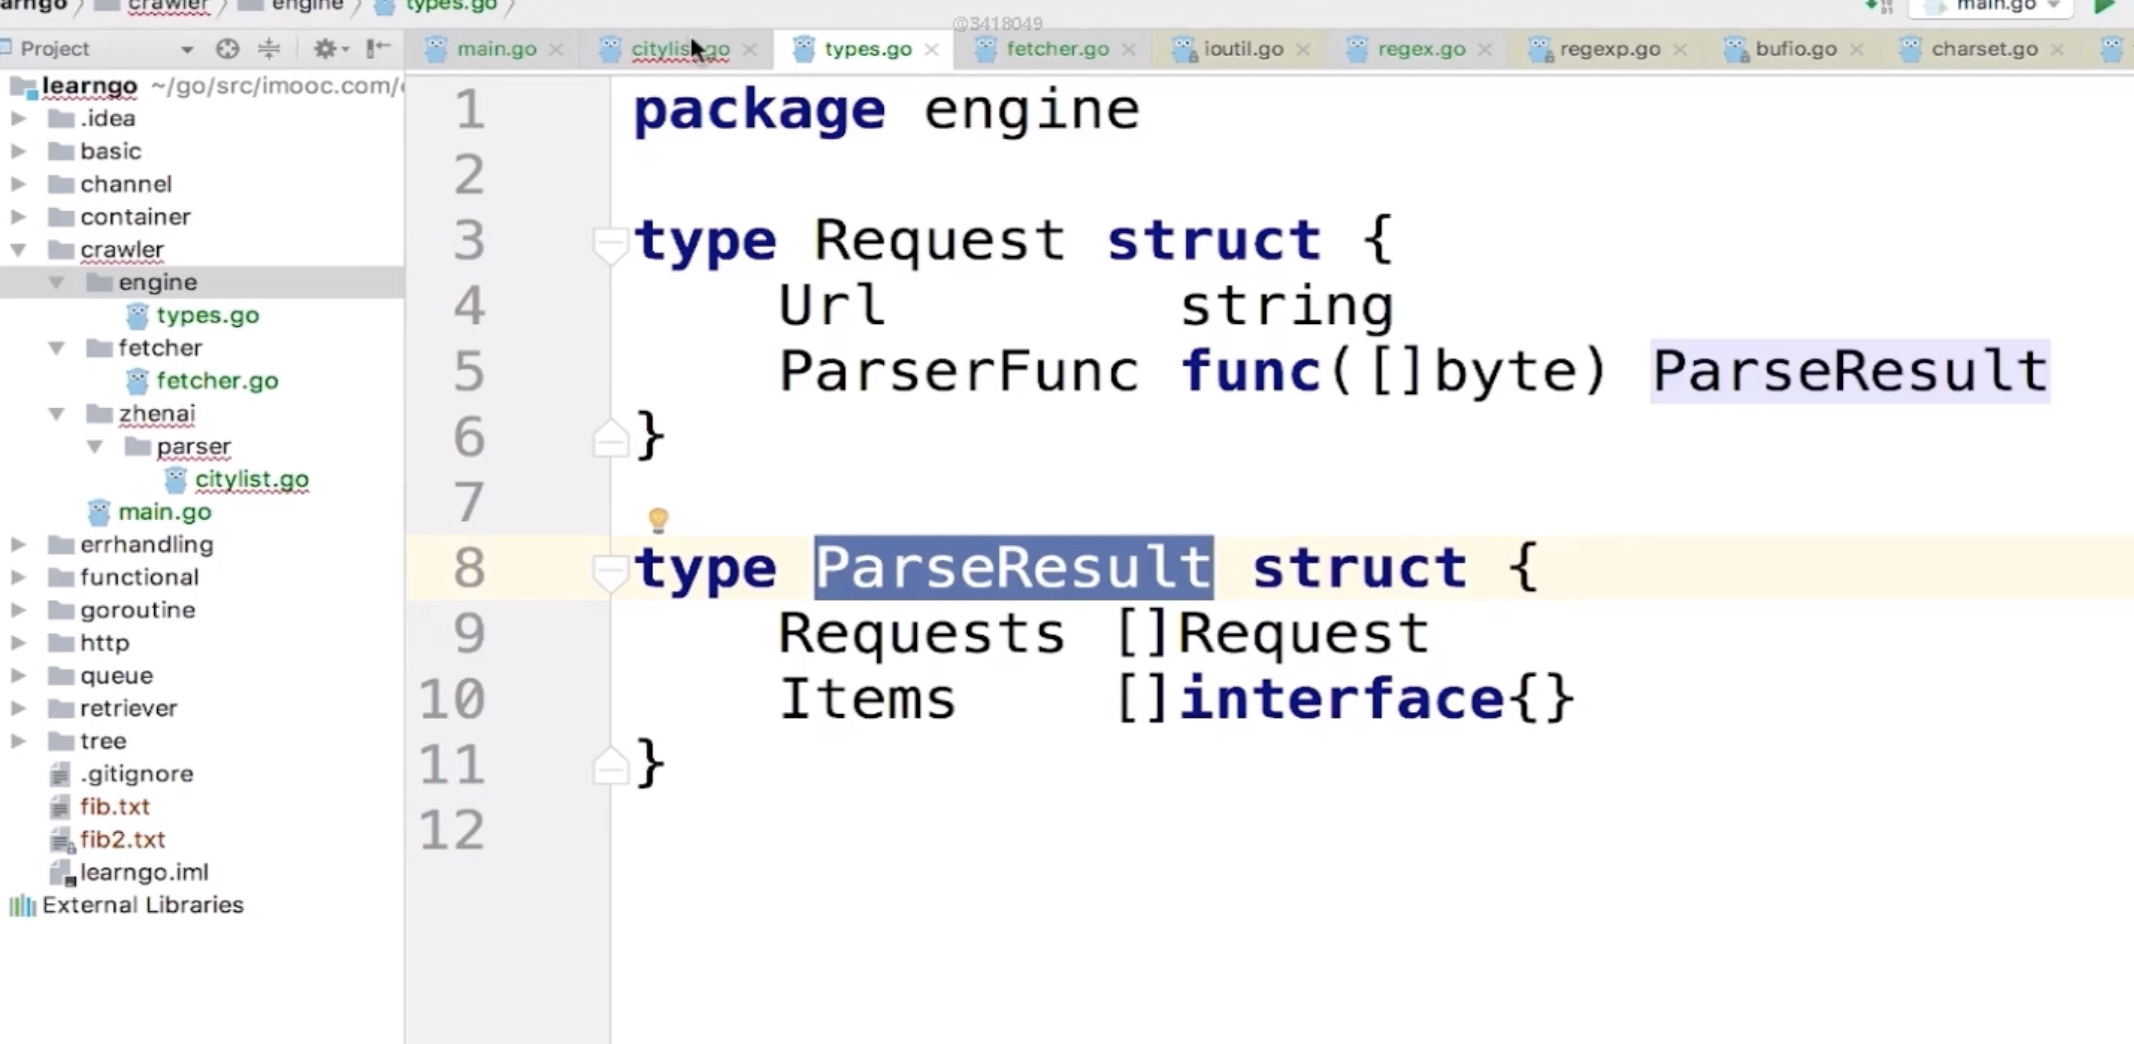 crawler engine types.go main.go
@3418049
Project
main.go citylist.go types.go fetcher.go ioutil.go regex.go regexp.go bufio.go charset.go
learngo ~/go/src/imooc.com/
.idea
basic
channel
container
crawler
engine
types.go
fetcher
fetcher.go
zhenai
parser
citylist.go
main.go
errhandling
functional
goroutine
http
queue
retriever
tree
.gitignore
fib.txt
fib2.txt
learngo.iml
External Libraries
1 package engine
2
3 type Request struct {
4 Url string
5 ParserFunc func([]byte) ParseResult
6 }
7
8 type ParseResult struct {
9 Requests []Request
10 Items []interface{}
11 }
12